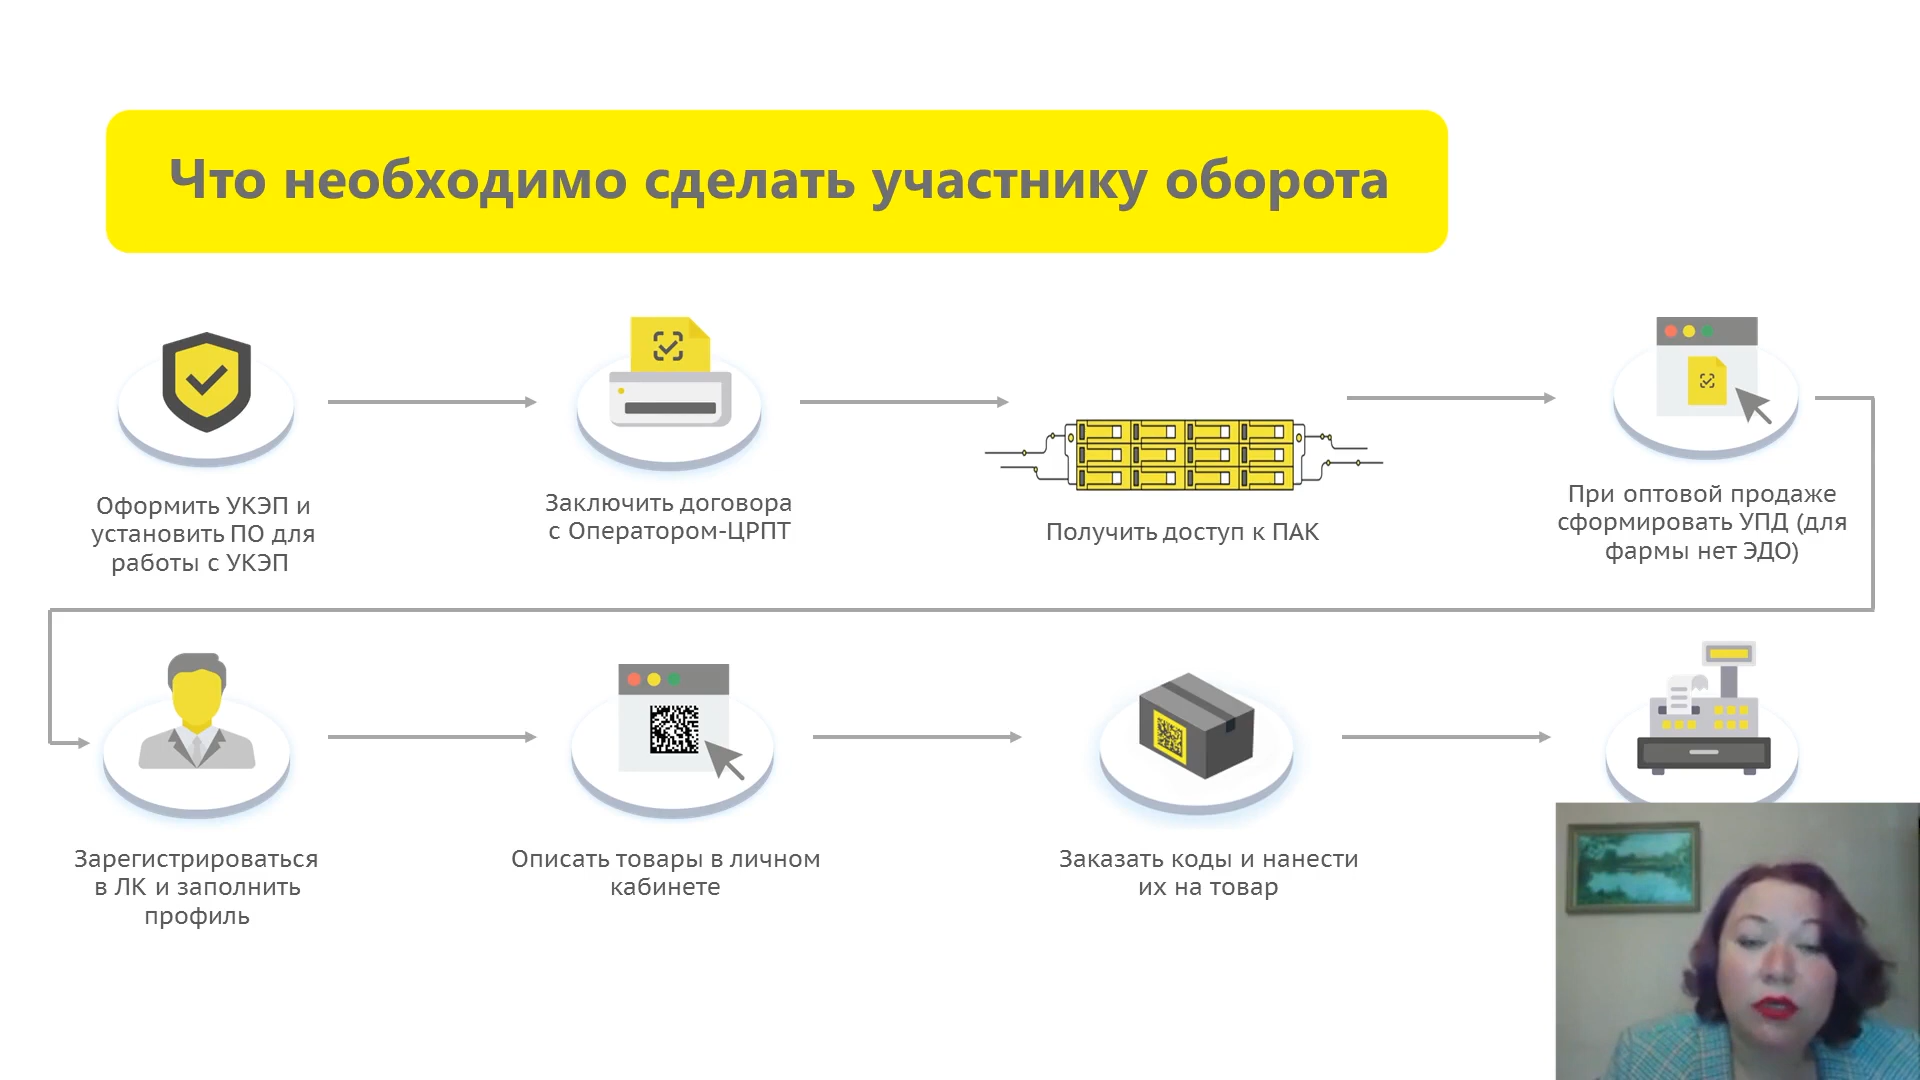 Что необходимо сделать участнику оборота
Оформить УКЭП и
установить ПО для
работы с УКЭП
Заключить договора
с Оператором-ЦРПТ
Получить доступ к ПАК
При оптовой продаже
сформировать УПД (для
фармы нет ЭДО)
Зарегистрироваться
в ЛК и заполнить
профиль
Описать товары в личном
кабинете
Заказать коды и нанести
их на товар